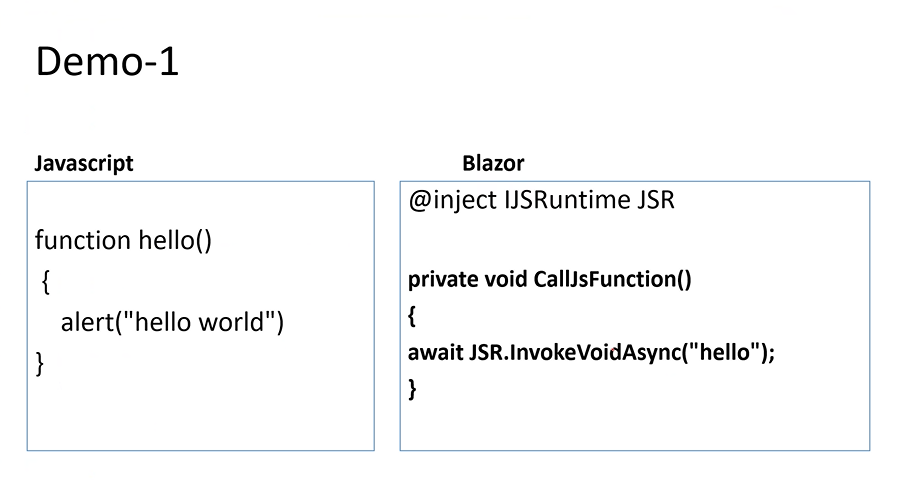 Demo-1
Javascript
function hello()
{
alert("hello world")
}
Blazor
@inject IJSRuntime JSR
private void CallJsFunction()
{
await JSR.InvokeVoidAsync("hello");
}